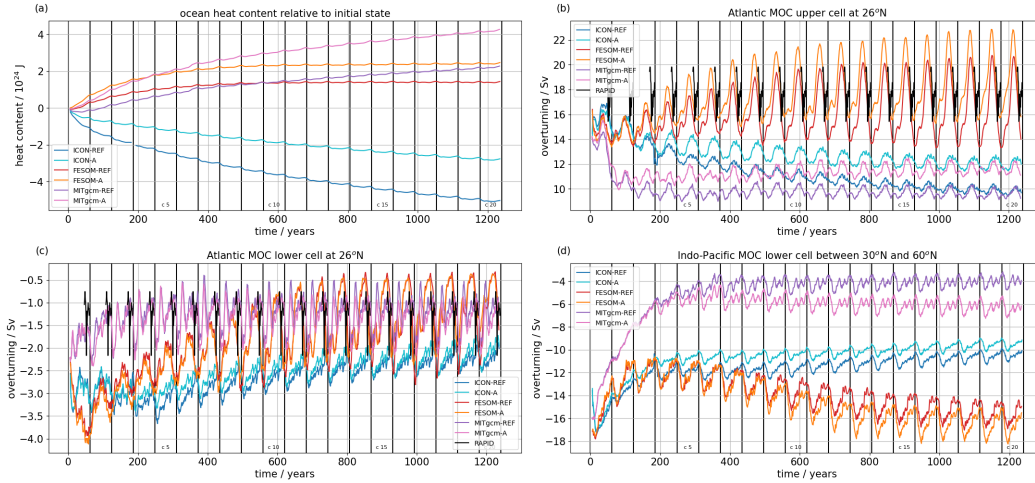 (a)
ocean heat content relative to initial state
heat content / 10²⁴ J
4
2
0
−2
−4
ICON-REF
ICON-A
FESOM-REF
FESOM-A
MITgcm-REF
MITgcm-A
c 5
c 10
c 15
c 20
0 200 400 600 800 1000 1200
time / years
(b)
Atlantic MOC upper cell at 26°N
overturning / Sv
22
20
18
16
14
12
10
ICON-REF
ICON-A
FESOM-REF
FESOM-A
MITgcm-REF
MITgcm-A
RAPID
c 5
c 10
c 15
c 20
0 200 400 600 800 1000 1200
time / years
(c)
Atlantic MOC lower cell at 26°N
overturning / Sv
−0.5
−1.0
−1.5
−2.0
−2.5
−3.0
−3.5
−4.0
ICON-REF
ICON-A
FESOM-REF
FESOM-A
MITgcm-REF
MITgcm-A
RAPID
c 5
c 10
c 15
c 20
0 200 400 600 800 1000 1200
time / years
(d)
Indo-Pacific MOC lower cell between 30°N and 60°N
overturning / Sv
−4
−6
−8
−10
−12
−14
−16
−18
ICON-REF
ICON-A
FESOM-REF
FESOM-A
MITgcm-REF
MITgcm-A
c 5
c 10
c 15
c 20
0 200 400 600 800 1000 1200
time / years